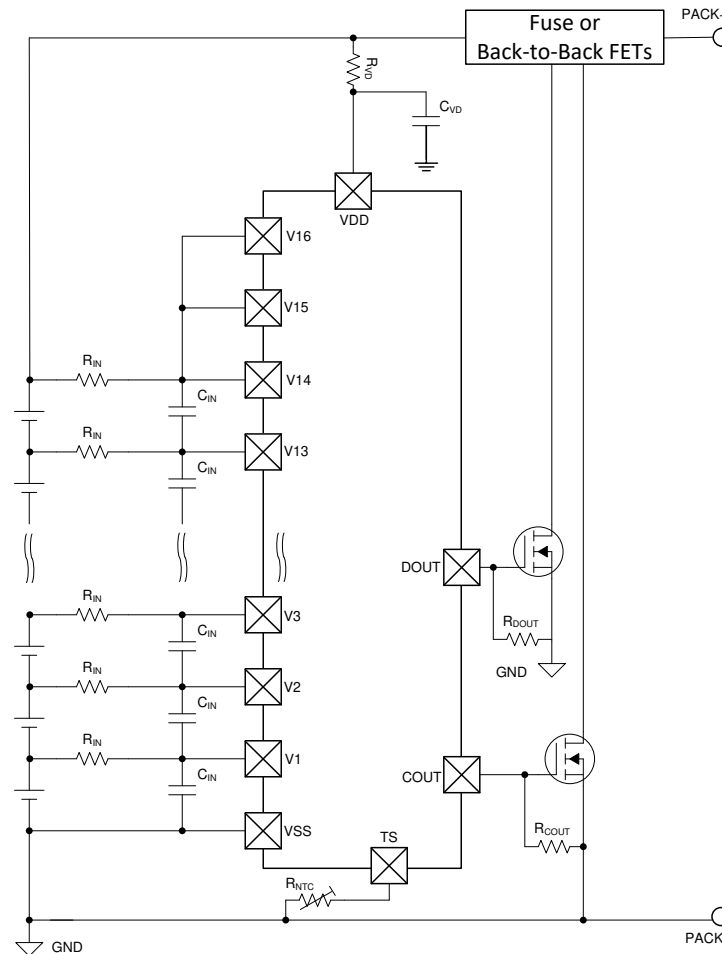 Fuse or
Back-to-Back FETs
PACK-
RVD
CVD
VDD
V16
V15
RIN
V14
CIN
RIN
V13
CIN
DOUT
RIN
V3
RDOUT
CIN
GND
RIN
V2
CIN
RIN
V1
COUT
CIN
VSS
TS
RCOUT
RNTC
GND
PACK